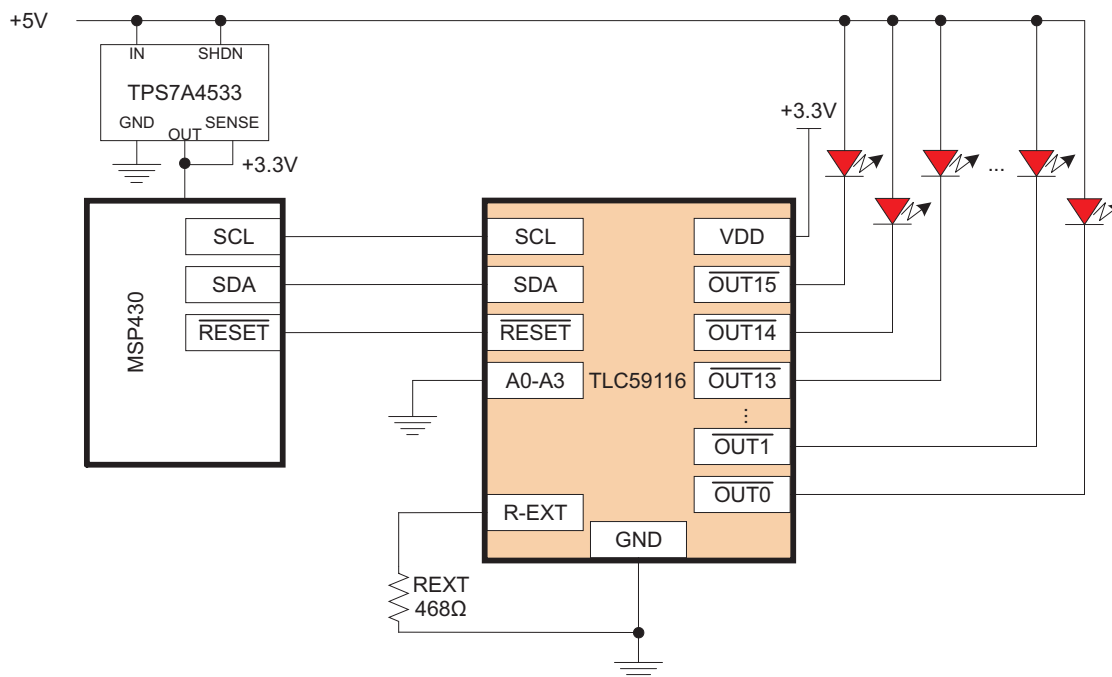 +5V
IN
SHDN
TPS7A4533
GND
OUT
SENSE
+3.3V
MSP430
SCL
SDA
RESET
SCL
SDA
RESET
A0-A3
R-EXT
TLC59116
GND
+3.3V
VDD
OUT15
OUT14
OUT13
...
OUT1
OUT0
...
REXT
468Ω